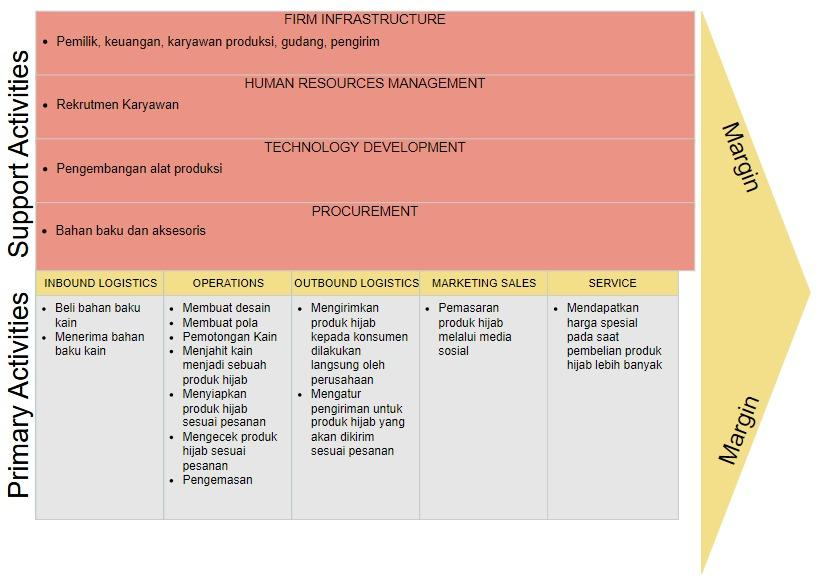 Support Activities
FIRM INFRASTRUCTURE
• Pemilik, keuangan, karyawan produksi, gudang, pengirim
HUMAN RESOURCES MANAGEMENT
• Rekrutmen Karyawan
TECHNOLOGY DEVELOPMENT
• Pengembangan alat produksi
PROCUREMENT
• Bahan baku dan aksesoris
Primary Activities
INBOUND LOGISTICS
• Beli bahan baku
kain
• Menerima bahan
baku kain
OPERATIONS
• Membuat desain
• Membuat pola
• Pemotongan Kain
• Menjahit kain
menjadi sebuah
produk hijab
• Menyiapkan
produk hijab
sesuai pesanan
• Mengecek produk
hijab sesuai
pesanan
• Pengemasan
OUTBOUND LOGISTICS
• Mengirimkan
produk hijab
kepada konsumen
dilakukan
langsung oleh
perusahaan
• Mengatur
pengiriman untuk
produk hijab yang
akan dikirim
sesuai pesanan
MARKETING SALES
• Pemasaran
produk hijab
melalui media
sosial
SERVICE
• Mendapatkan
harga spesial
pada saat
pembelian produk
hijab lebih banyak
Margin
Margin